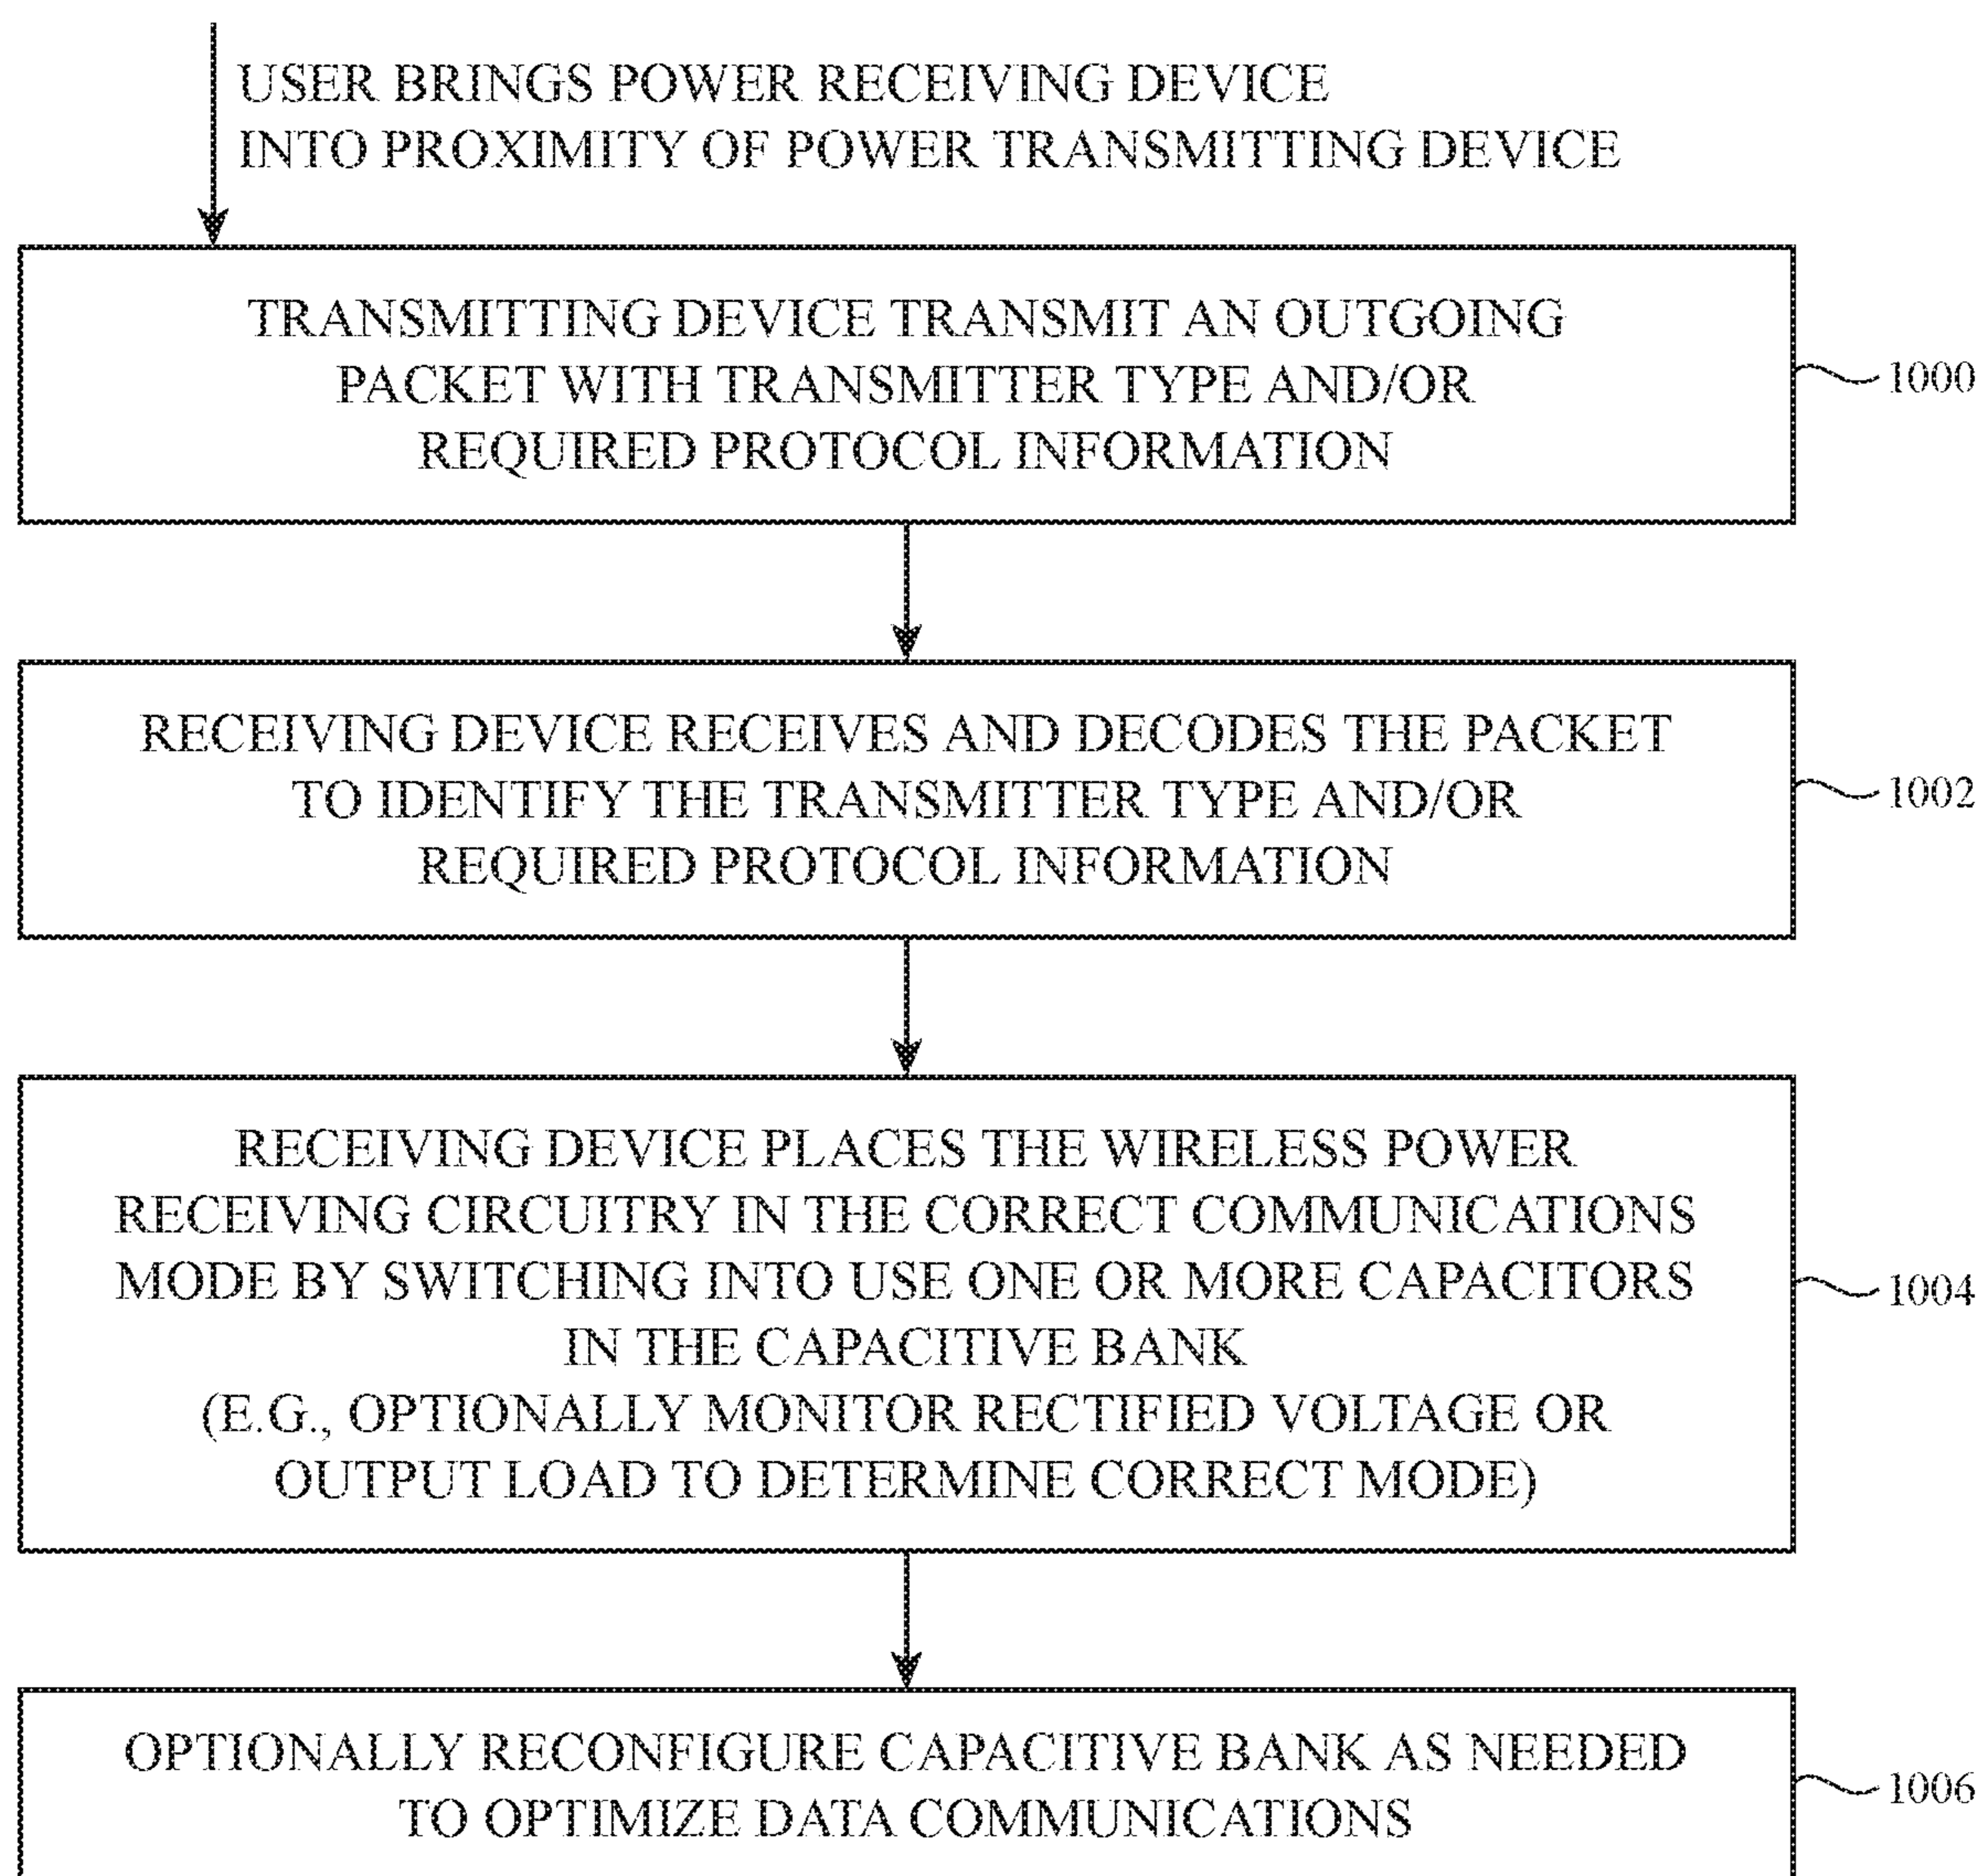 USER BRINGS POWER RECEIVING DEVICE
INTO PROXIMITY OF POWER TRANSMITTING DEVICE
TRANSMITTING DEVICE TRANSMIT AN OUTGOING
PACKET WITH TRANSMITTER TYPE AND/OR
REQUIRED PROTOCOL INFORMATION
1000
RECEIVING DEVICE RECEIVES AND DECODES THE PACKET
TO IDENTIFY THE TRANSMITTER TYPE AND/OR
REQUIRED PROTOCOL INFORMATION
1002
RECEIVING DEVICE PLACES THE WIRELESS POWER
RECEIVING CIRCUITRY IN THE CORRECT COMMUNICATIONS
MODE BY SWITCHING INTO USE ONE OR MORE CAPACITORS
IN THE CAPACITIVE BANK
(E.G., OPTIONALLY MONITOR RECTIFIED VOLTAGE OR
OUTPUT LOAD TO DETERMINE CORRECT MODE)
1004
OPTIONALLY RECONFIGURE CAPACITIVE BANK AS NEEDED
TO OPTIMIZE DATA COMMUNICATIONS
1006